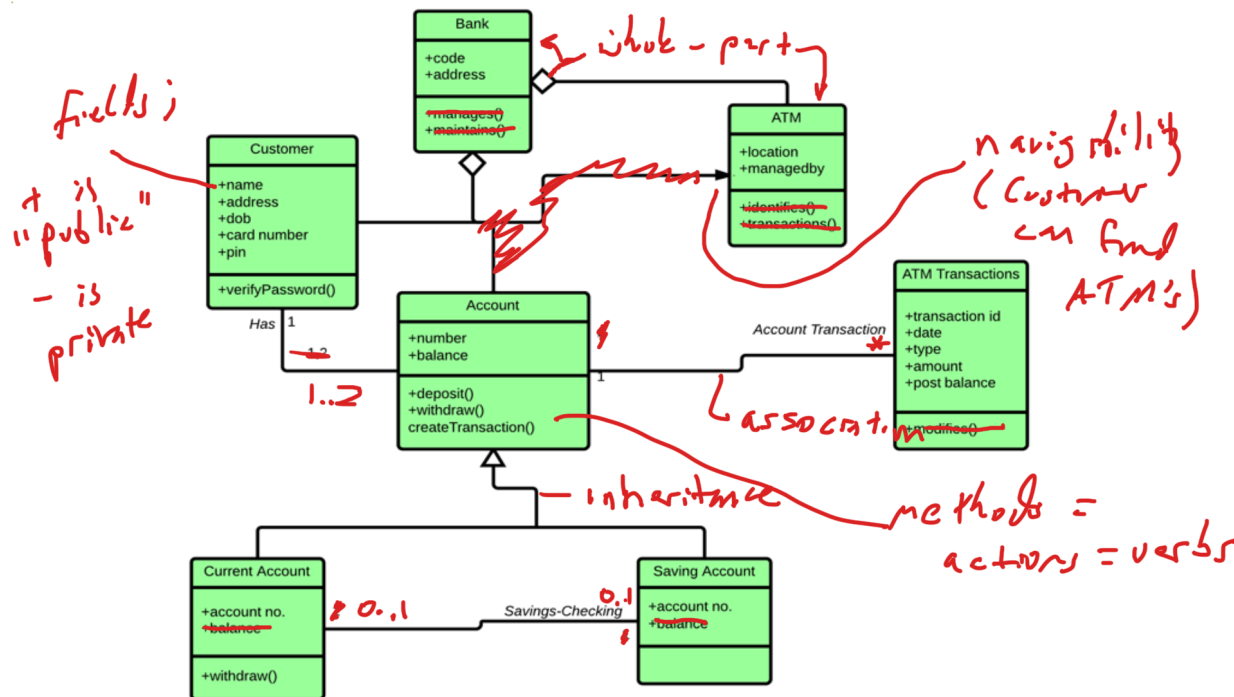 Bank
+code
+address
+manages()
+maintains()
whole - part
ATM
+location
+managedby
+identifies()
+transactions()
fields;
+ is
"public"
- is
private
Customer
+name
+address
+dob
+card number
+pin
+verifyPassword()
navigability
(Customer
can find
ATM's)
Has
1
1..2
Account
+number
+balance
+deposit()
+withdraw()
createTransaction()
1
Account Transaction
*
association
ATM Transactions
+transaction id
+date
+type
+amount
+post balance
+modifies()
inheritance
methods =
actions = verbs
Current Account
+account no.
+balance
+withdraw()
0..1
Savings-Checking
0..1
Saving Account
+account no.
+balance